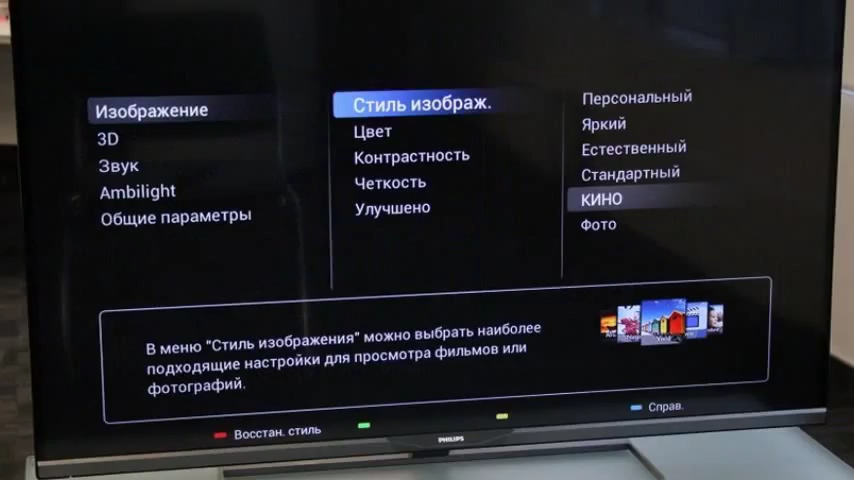 Изображение
3D
Звук
Ambilight
Общие параметры
Стиль изображ.
Цвет
Контрастность
Четкость
Улучшено
Персональный
Яркий
Естественный
Стандартный
КИНО
Фото
В меню "Стиль изображения" можно выбрать наиболее
подходящие настройки для просмотра фильмов или
фотографий.
Восстан. стиль
Справ.
PHILIPS